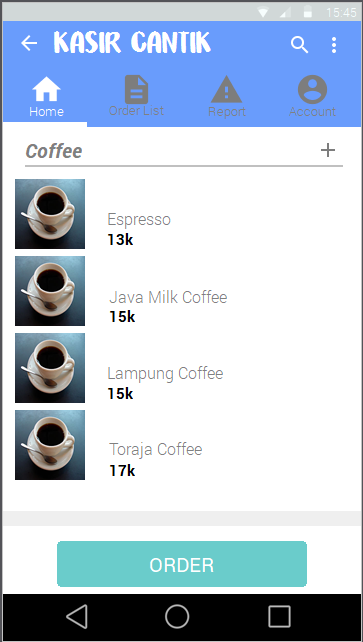 15:45
KASIR CANTIK
Home Order List Report Account
Coffee
Espresso
13k
Java Milk Coffee
15k
Lampung Coffee
15k
Toraja Coffee
17k
ORDER